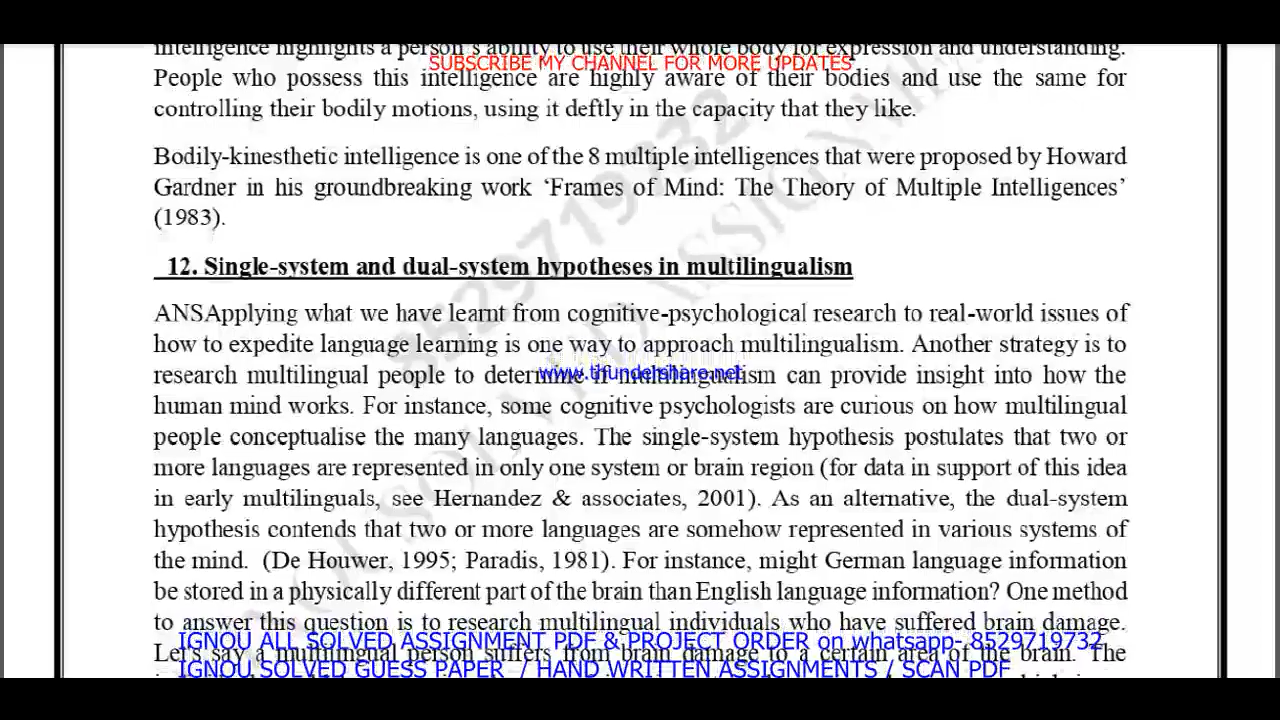 intelligence highlights a person's ability to use their whole body for expression and understanding.
SUBSCRIBE MY CHANNEL FOR MORE UPDATES
People who possess this intelligence are highly aware of their bodies and use the same for
controlling their bodily motions, using it deftly in the capacity that they like.
Bodily-kinesthetic intelligence is one of the 8 multiple intelligences that were proposed by Howard
Gardner in his groundbreaking work ‘Frames of Mind: The Theory of Multiple Intelligences’
(1983).
12. Single-system and dual-system hypotheses in multilingualism
ANSApplying what we have learnt from cognitive-psychological research to real-world issues of
how to expedite language learning is one way to approach multilingualism. Another strategy is to
research multilingual people to determine if multilingualism can provide insight into how the
www.thundershare.net
human mind works. For instance, some cognitive psychologists are curious on how multilingual
people conceptualise the many languages. The single-system hypothesis postulates that two or
more languages are represented in only one system or brain region (for data in support of this idea
in early multilinguals, see Hernandez & associates, 2001). As an alternative, the dual-system
hypothesis contends that two or more languages are somehow represented in various systems of
the mind. (De Houwer, 1995; Paradis, 1981). For instance, might German language information
be stored in a physically different part of the brain than English language information? One method
to answer this question is to research multilingual individuals who have suffered brain damage.
IGNOU ALL SOLVED ASSIGNMENT PDF & PROJECT ORDER on whatsapp- 8529719732
Let's say a multilingual person suffers from brain damage to a certain area of the brain. The
IGNOU SOLVED GUESS PAPER / HAND WRITTEN ASSIGNMENTS / SCAN PDF
8529719732